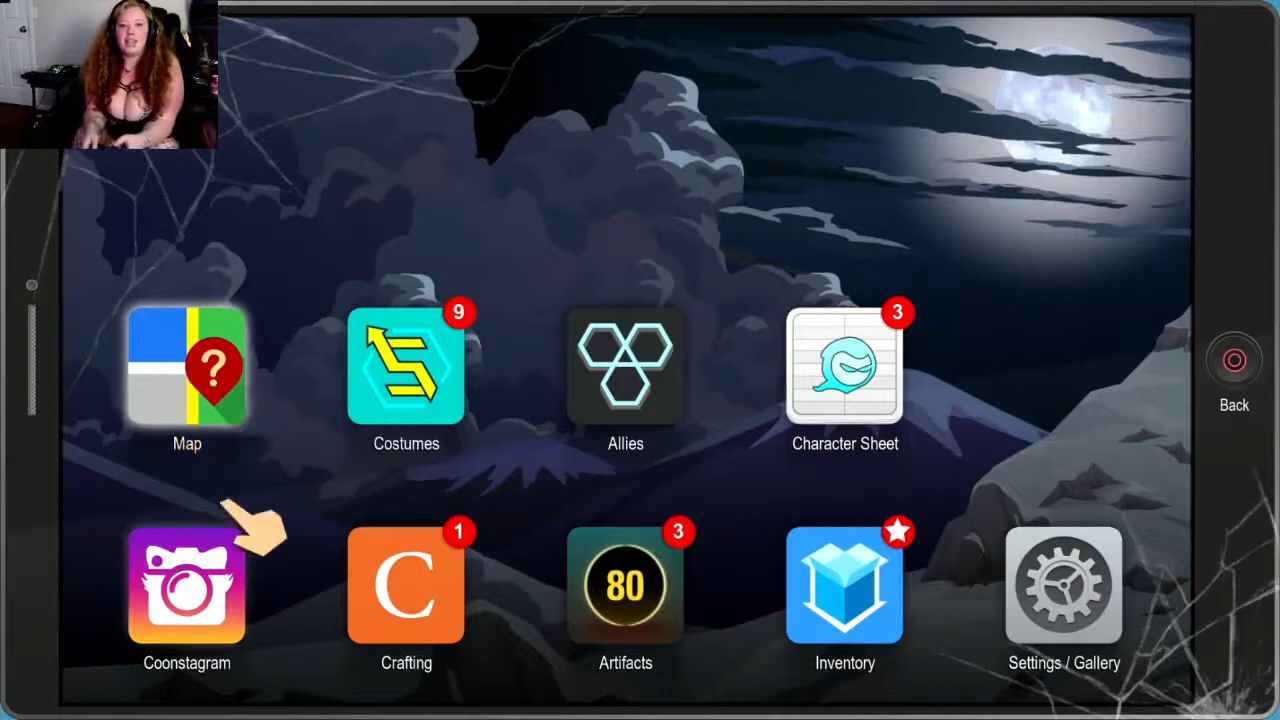 9
3
?
Map
Costumes
Allies
Character Sheet
Back
1
3
C
80
Coonstagram
Crafting
Artifacts
Inventory
Settings / Gallery